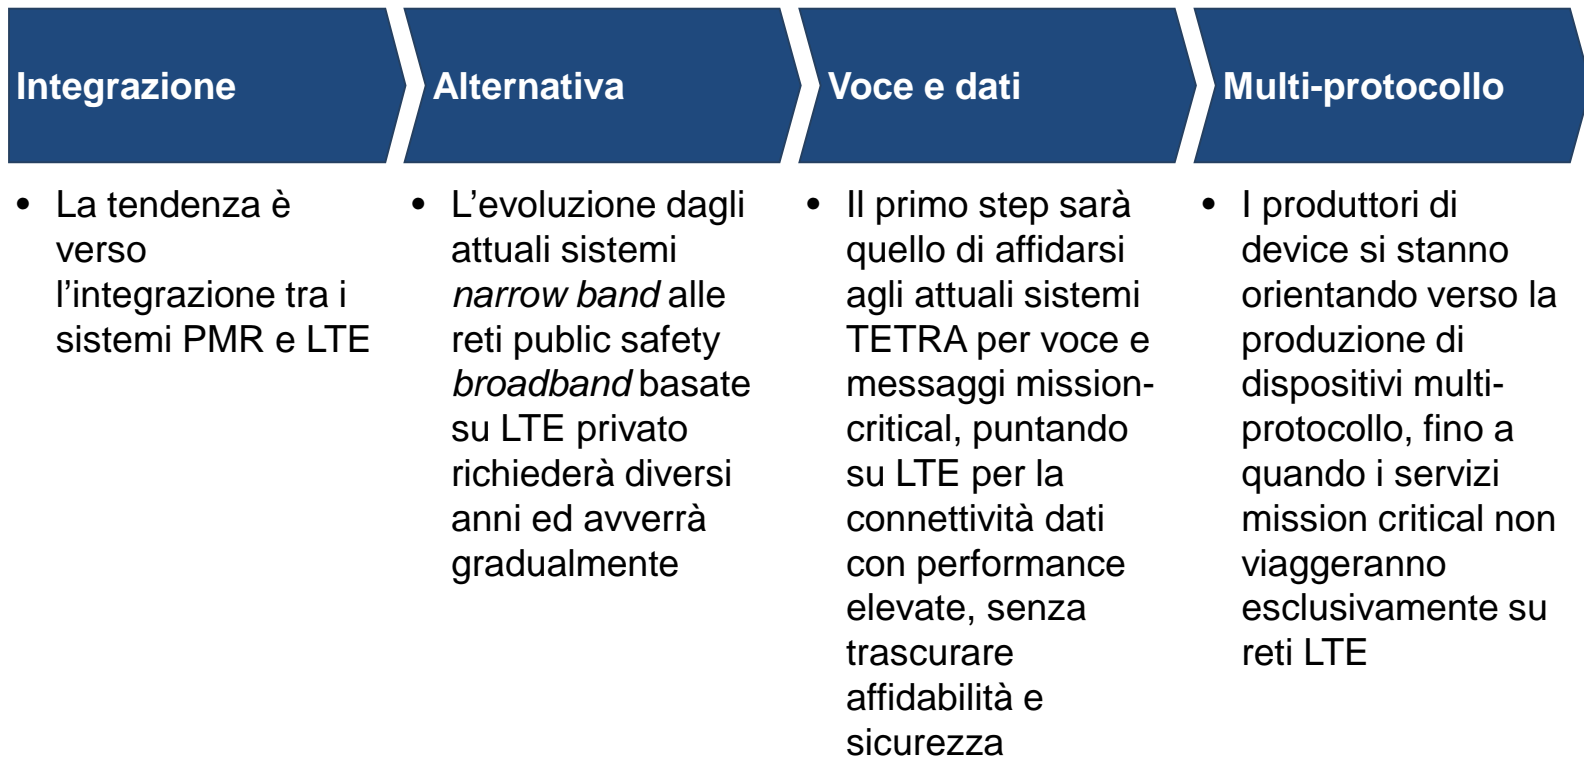 Integrazione
Alternativa
Voce e dati
Multi-protocollo
• La tendenza è
verso
l’integrazione tra i
sistemi PMR e LTE
• L’evoluzione dagli
attuali sistemi
narrow band alle
reti public safety
broadband basate
su LTE privato
richiederà diversi
anni ed avverrà
gradualmente
• Il primo step sarà
quello di affidarsi
agli attuali sistemi
TETRA per voce e
messaggi mission-
critical, puntando
su LTE per la
connettività dati
con performance
elevate, senza
trascurare
affidabilità e
sicurezza
• I produttori di
device si stanno
orientando verso la
produzione di
dispositivi multi-
protocollo, fino a
quando i servizi
mission critical non
viaggeranno
esclusivamente su
reti LTE